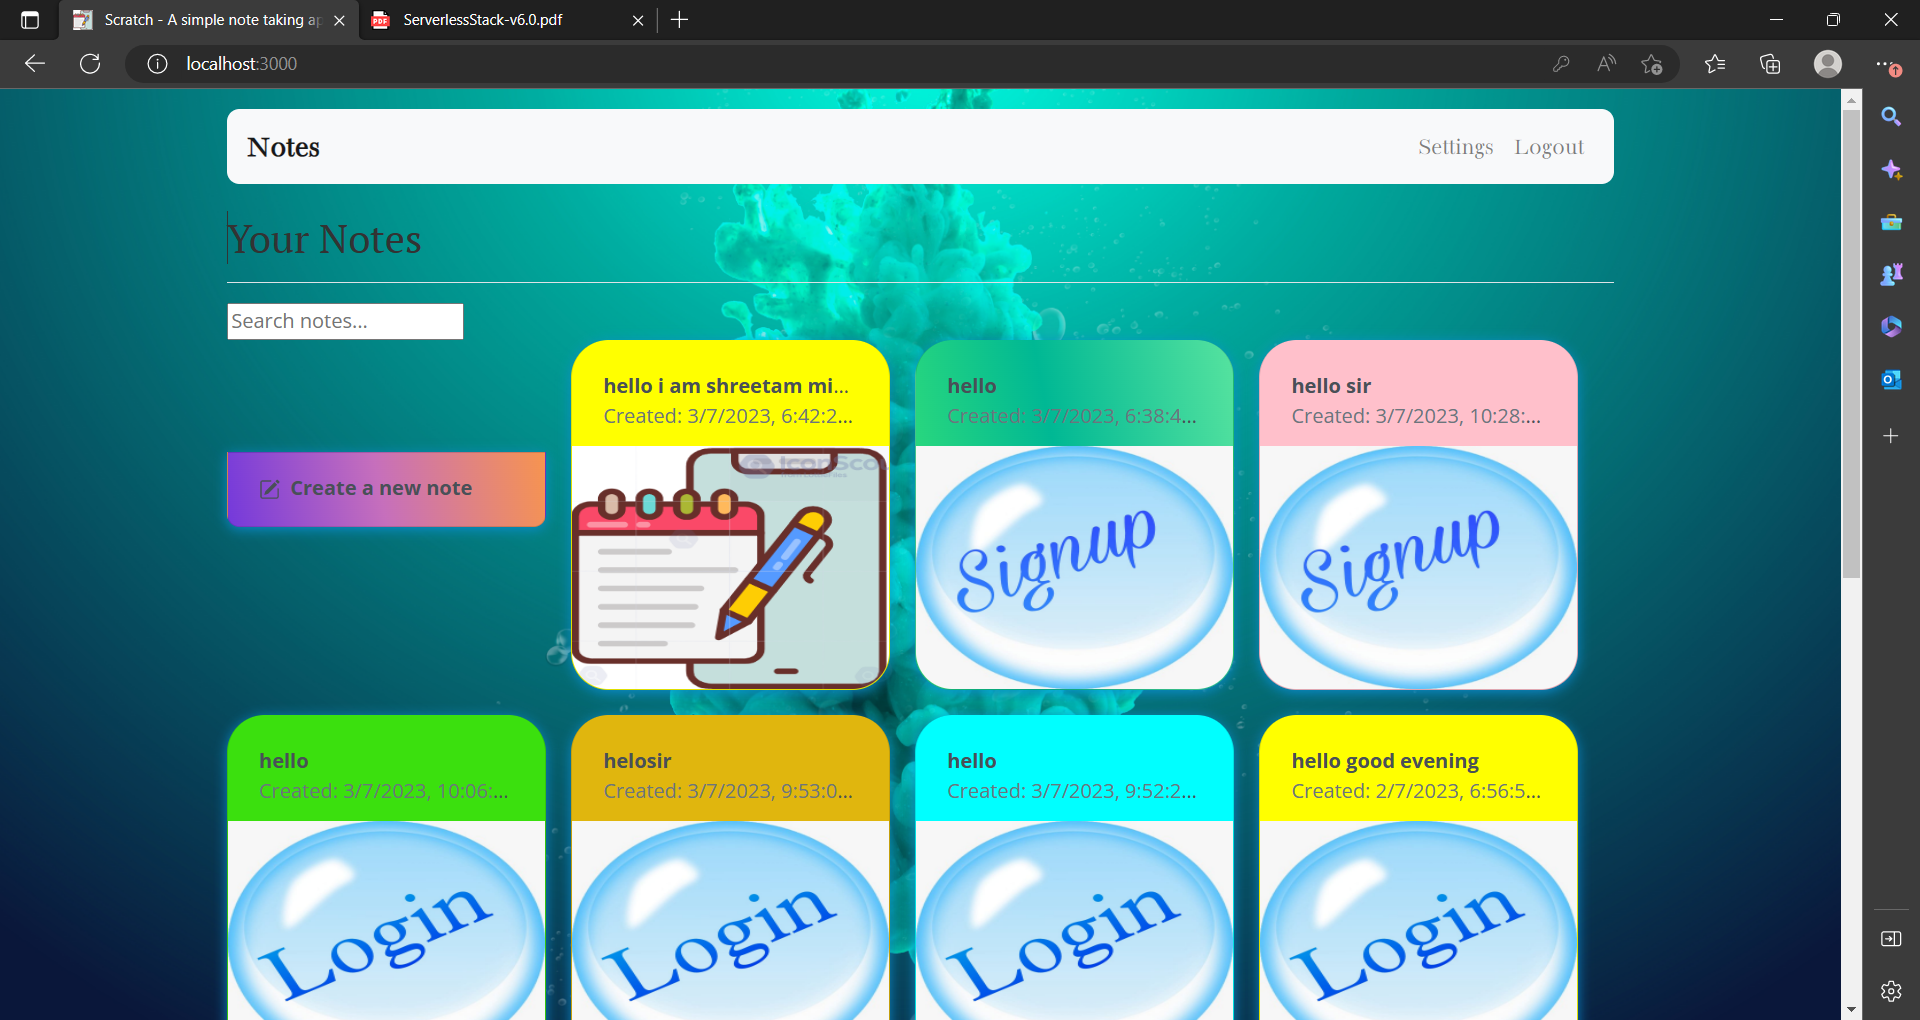 Scratch - A simple note taking ap
ServerlessStack-v6.0.pdf
localhost:3000
Notes
Settings Logout
Your Notes
Search notes...
hello i am shreetam mi...
Created: 3/7/2023, 6:42:2...
hello
Created: 3/7/2023, 6:38:4...
hello sir
Created: 3/7/2023, 10:28:...
Create a new note
IconScou
Signup
Signup
hello
Created: 3/7/2023, 10:06:...
helosir
Created: 3/7/2023, 9:53:0...
hello
Created: 3/7/2023, 9:52:2...
hello good evening
Created: 2/7/2023, 6:56:5...
Login
Login
Login
Login